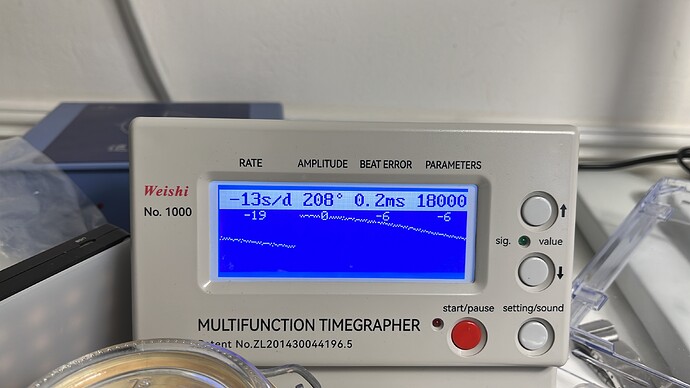 RATE AMPLITUDE BEAT ERROR PARAMETERS
Weishi
No. 1000
-13s/d 208° 0.2ms 18000
-19 0 -6 -6
sig. value
start/pause setting/sound
MULTIFUNCTION TIMEGRAPHER
Patent No.ZL201430044196.5